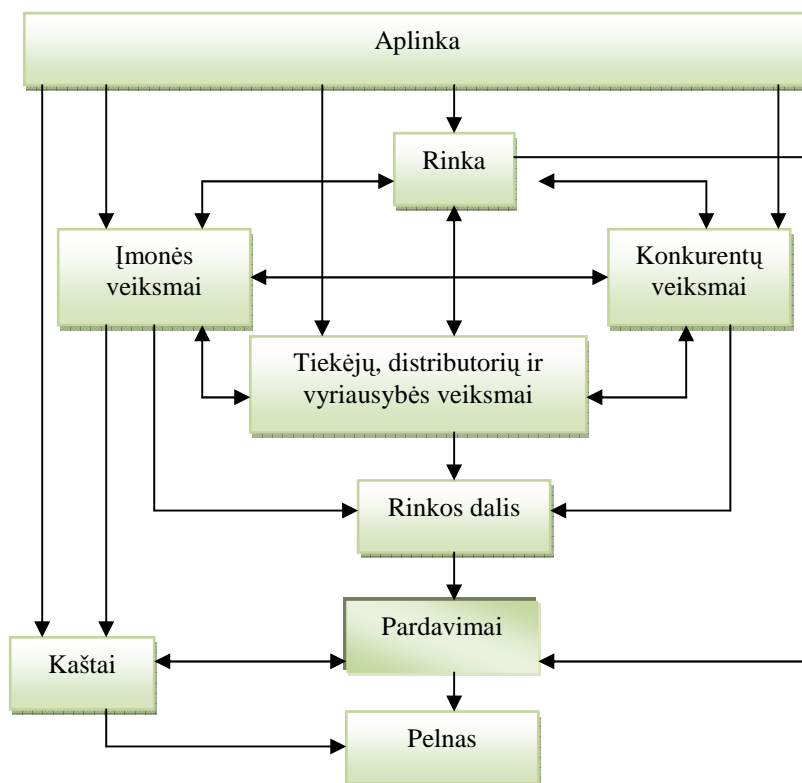 Aplinka
Rinka
Įmonės
veiksmai
Konkurentų
veiksmai
Tiekėjų, distributorių ir
vyriausybės veiksmai
Rinkos dalis
Pardavimai
Kaštai
Pelnas